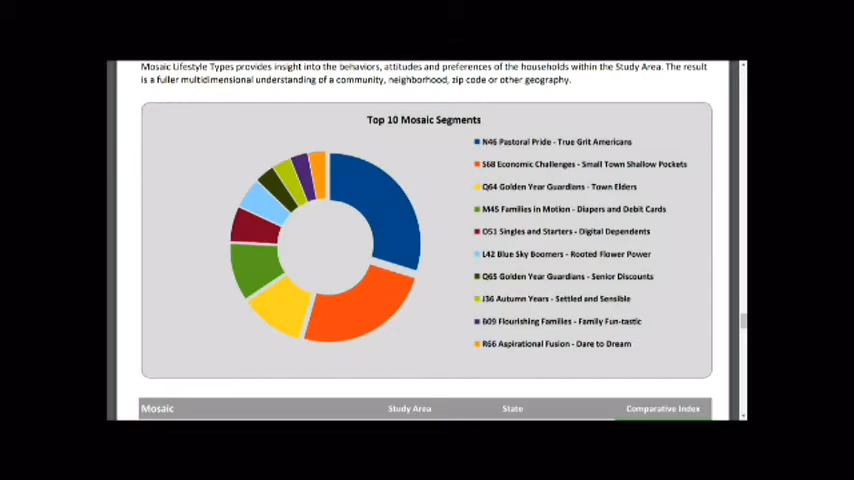 Mosaic Lifestyle Types provides insight into the behaviors, attitudes and preferences of the households within the Study Area. The result
is a fuller multidimensional understanding of a community, neighborhood, zip code or other geography.
Top 10 Mosaic Segments
N46 Pastoral Pride - True Grit Americans
S68 Economic Challenges - Small Town Shallow Pockets
Q64 Golden Year Guardians - Town Elders
M45 Families in Motion - Diapers and Debit Cards
O51 Singles and Starters - Digital Dependents
L42 Blue Sky Boomers - Rooted Flower Power
Q65 Golden Year Guardians - Senior Discounts
J36 Autumn Years - Settled and Sensible
B09 Flourishing Families - Family Fun-tastic
R66 Aspirational Fusion - Dare to Dream
Mosaic Study Area State Comparative Index